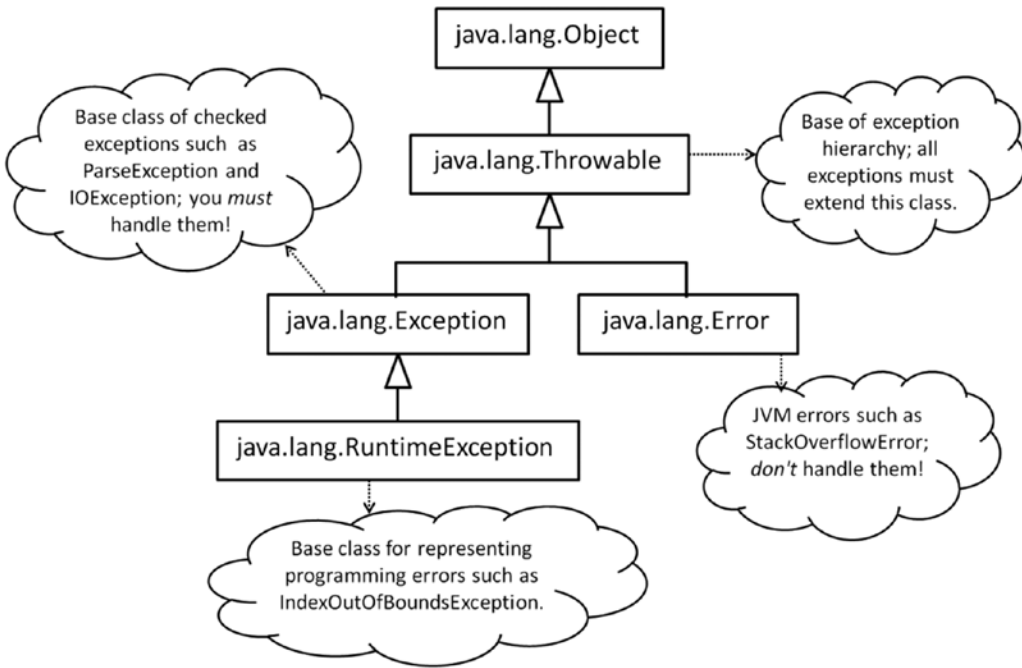 java.lang.Object
Base class of checked
exceptions such as
ParseException and
IOException; you must
handle them!
java.lang.Throwable
Base of exception
hierarchy; all
exceptions must
extend this class.
java.lang.Exception
java.lang.Error
java.lang.RuntimeException
JVM errors such as
StackOverflowError;
don't handle them!
Base class for representing
programming errors such as
IndexOutOfBoundsException.